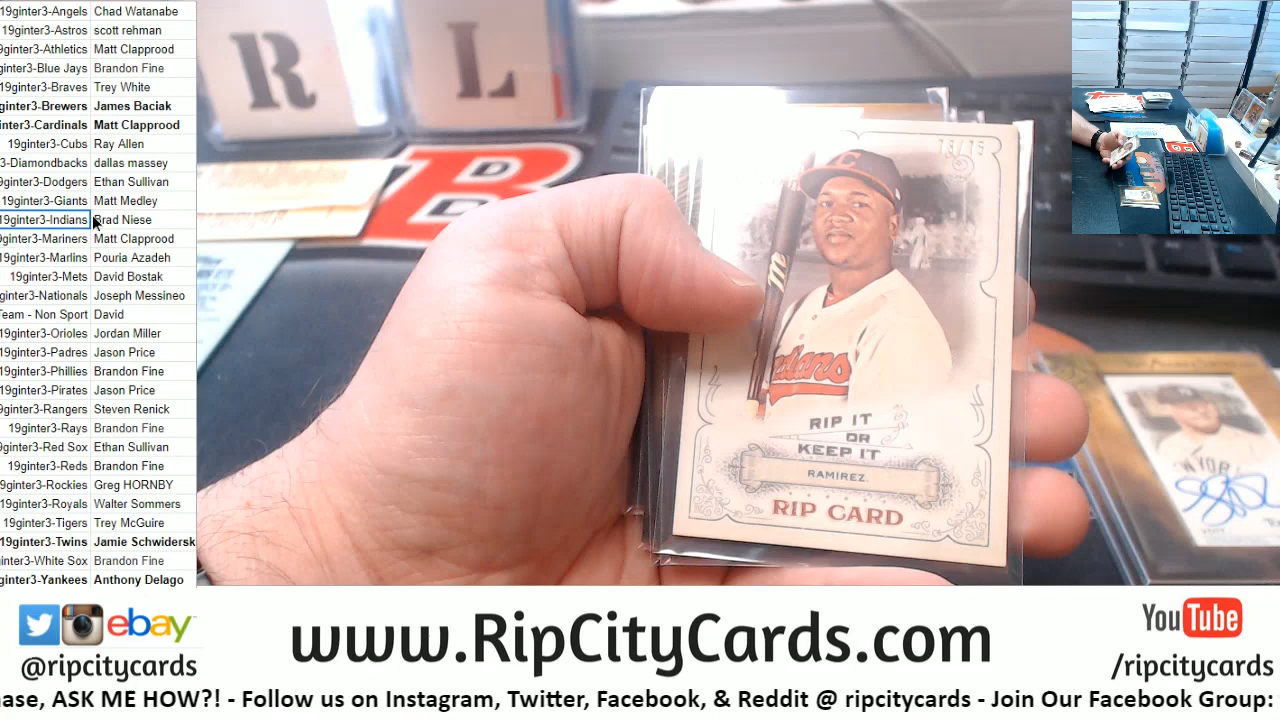 19ginter3-Angels Chad Watanabe
19ginter3-Astros scott rehman
9ginter3-Athletics Matt Clapprood
ginter3-Blue Jays Brandon Fine
19ginter3-Braves Trey White
ginter3-Brewers James Baciak
inter3-Cardinals Matt Clapprood
19ginter3-Cubs Ray Allen
3-Diamondbacks dallas massey
9ginter3-Dodgers Ethan Sullivan
19ginter3-Giants Matt Medley
19ginter3-Indians Brad Niese
9ginter3-Mariners Matt Clapprood
19ginter3-Marlins Pouria Azadeh
19ginter3-Mets David Bostak
ginter3-Nationals Joseph Messineo
Team - Non Sport David
19ginter3-Orioles Jordan Miller
19ginter3-Padres Jason Price
19ginter3-Phillies Brandon Fine
19ginter3-Pirates Jason Price
9ginter3-Rangers Steven Renick
19ginter3-Rays Brandon Fine
9ginter3-Red Sox Ethan Sullivan
19ginter3-Reds Brandon Fine
9ginter3-Rockies Greg HORNBY
19ginter3-Royals Walter Sommers
19ginter3-Tigers Trey McGuire
19ginter3-Twins Jamie Schwidersk
ginter3-White Sox Brandon Fine
ginter3-Yankees Anthony Delago
R L
B
C
Indians
RIP IT
OR
KEEP IT
RAMIREZ
RIP CARD
ebay
@ripcitycards
www.RipCityCards.com
YouTube
/ripcitycards
ase, ASK ME HOW?! - Follow us on Instagram, Twitter, Facebook, & Reddit @ ripcitycards - Join Our Facebook Group: